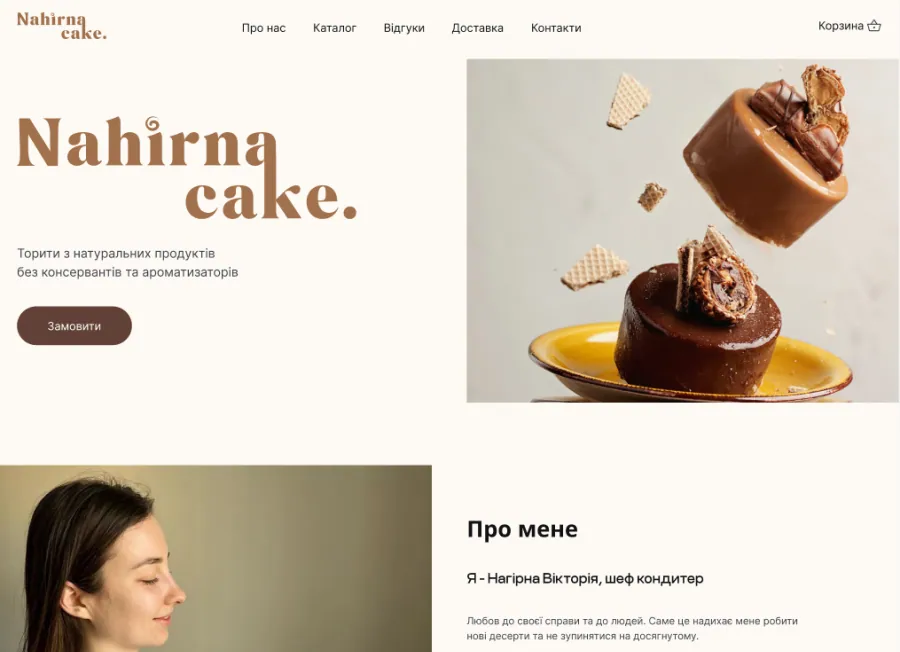 Nahirna
cake.
Про нас
Каталог
Відгуки
Доставка
Контакти
Корзина
Nahirna
cake.
Торити з натуральних продуктів
без консервантів та ароматизаторів
Замовити
Про мене
Я - Нагірна Вікторія, шеф кондитер
Любов до своєї справи та до людей. Саме це надихає мене робити
нові десерти та не зупинятися на досягнутому.